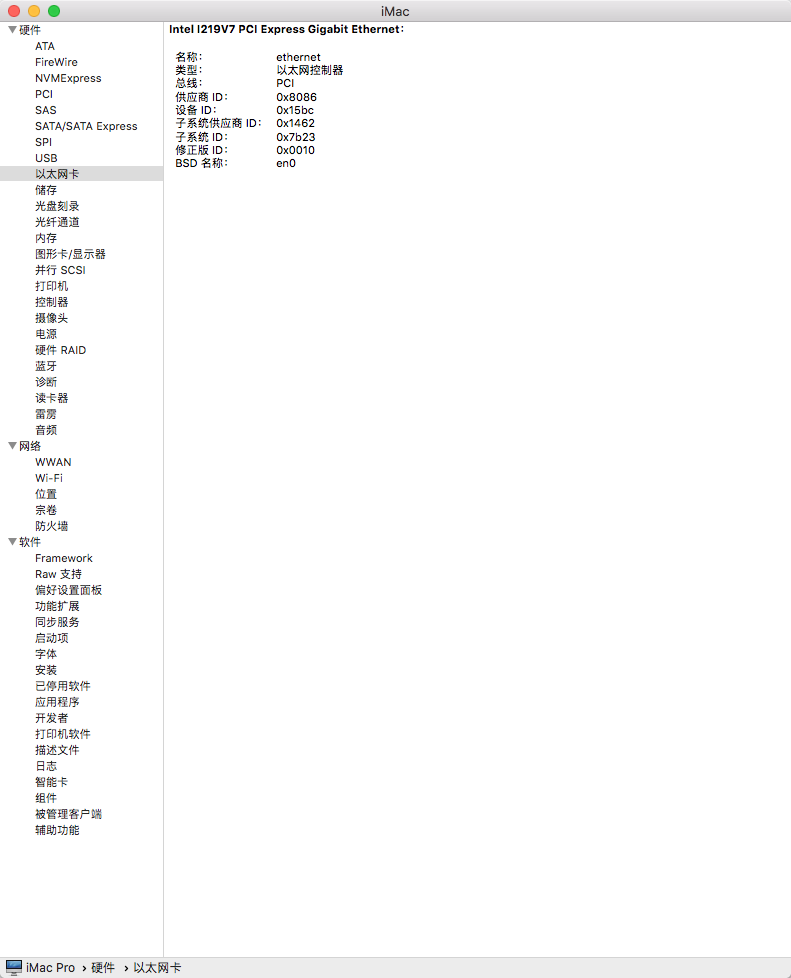 iMac
硬件
ATA
FireWire
NVMExpress
PCI
SAS
SATA/SATA Express
SPI
USB
以太网卡
储存
光盘刻录
光纤通道
内存
图形卡/显示器
并行 SCSI
打印机
控制器
摄像头
电源
硬件 RAID
蓝牙
诊断
读卡器
雷雳
音频
网络
WWAN
Wi-Fi
位置
宗卷
防火墙
软件
Framework
Raw 支持
偏好设置面板
功能扩展
同步服务
启动项
字体
安装
已停用软件
应用程序
开发者
打印机软件
描述文件
日志
智能卡
组件
被管理客户端
辅助功能
Intel I219V7 PCI Express Gigabit Ethernet：
名称： ethernet
类型： 以太网控制器
总线： PCI
供应商 ID： 0x8086
设备 ID： 0x15bc
子系统供应商 ID： 0x1462
子系统 ID： 0x7b23
修正版 ID： 0x0010
BSD 名称： en0
iMac Pro › 硬件 › 以太网卡